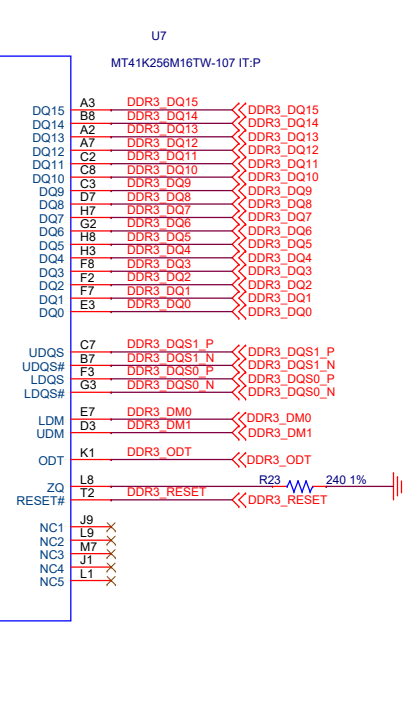 U7
MT41K256M16TW-107 IT:P
DQ15 A3 DDR3_DQ15 DDR3_DQ15
DQ14 B8 DDR3_DQ14 DDR3_DQ14
DQ13 A2 DDR3_DQ13 DDR3_DQ13
DQ12 A7 DDR3_DQ12 DDR3_DQ12
DQ11 C2 DDR3_DQ11 DDR3_DQ11
DQ10 C8 DDR3_DQ10 DDR3_DQ10
DQ9 C3 DDR3_DQ9 DDR3_DQ9
DQ8 D7 DDR3_DQ8 DDR3_DQ8
DQ7 H7 DDR3_DQ7 DDR3_DQ7
DQ6 G2 DDR3_DQ6 DDR3_DQ6
DQ5 H8 DDR3_DQ5 DDR3_DQ5
DQ4 H3 DDR3_DQ4 DDR3_DQ4
DQ3 F8 DDR3_DQ3 DDR3_DQ3
DQ2 F2 DDR3_DQ2 DDR3_DQ2
DQ1 F7 DDR3_DQ1 DDR3_DQ1
DQ0 E3 DDR3_DQ0 DDR3_DQ0
UDQS C7 DDR3_DQS1_P DDR3_DQS1_P
UDQS# B7 DDR3_DQS1_N DDR3_DQS1_N
LDQS F3 DDR3_DQS0_P DDR3_DQS0_P
LDQS# G3 DDR3_DQS0_N DDR3_DQS0_N
LDM E7 DDR3_DM0 DDR3_DM0
UDM D3 DDR3_DM1 DDR3_DM1
ODT K1 DDR3_ODT DDR3_ODT
ZQ L8 R23 240 1%
RESET# T2 DDR3_RESET DDR3_RESET
NC1 J9
NC2 L9
NC3 M7
NC4 J1
NC5 L1